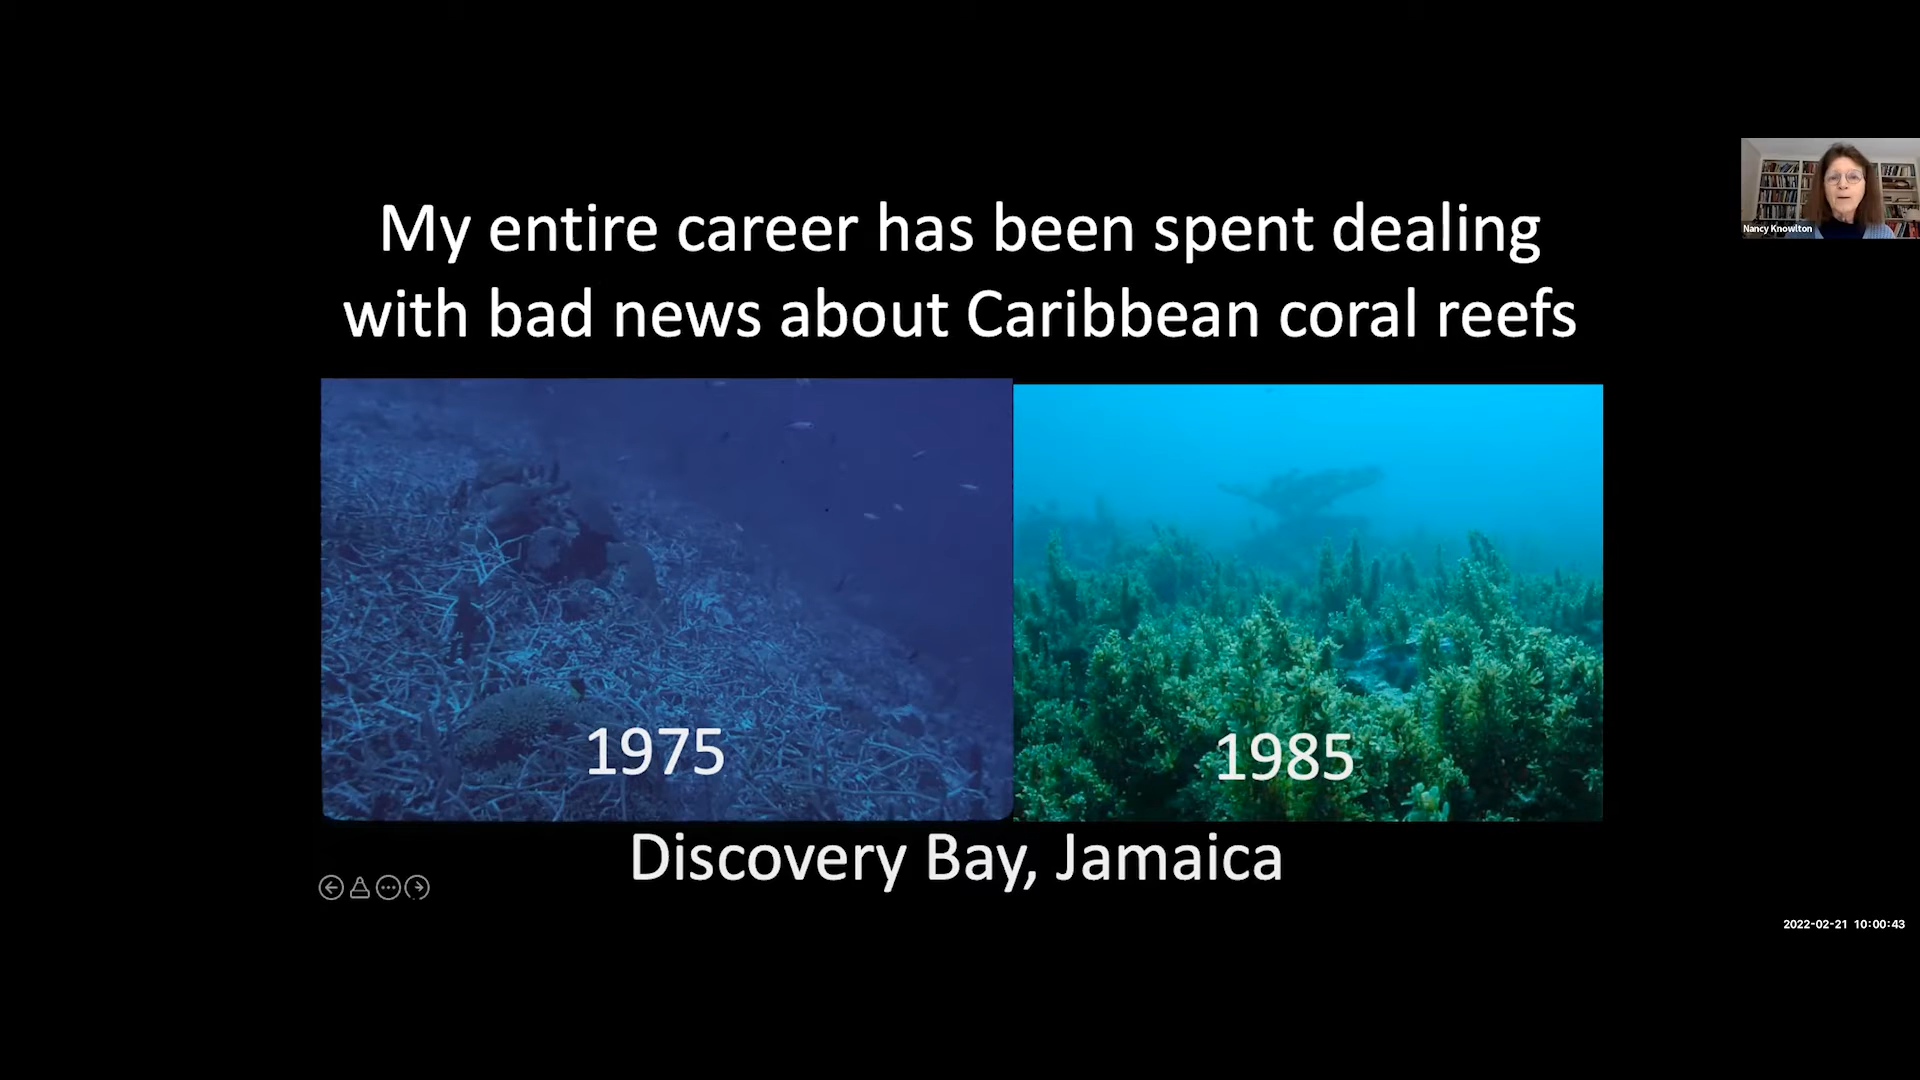 My entire career has been spent dealing
with bad news about Caribbean coral reefs
Nancy Knowlton
1975
1985
Discovery Bay, Jamaica
2022-02-21 10:00:43